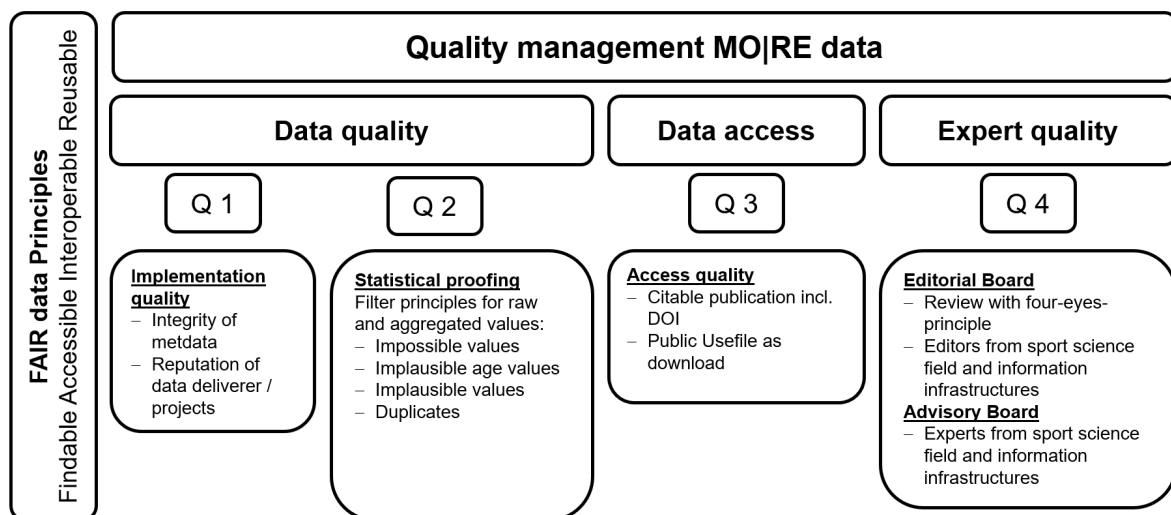 FAIR data Principles
Findable Accessible Interoperable Reusable
Quality management MO|RE data
Data quality
Data access
Expert quality
Q 1
Q 2
Q 3
Q 4
Implementation
quality
– Integrity of
metdata
– Reputation of
data deliverer /
projects
Statistical proofing
Filter principles for raw
and aggregated values:
– Impossible values
– Implausible age values
– Implausible values
– Duplicates
Access quality
– Citable publication incl.
DOI
– Public Usefile as
download
Editorial Board
– Review with four-eyes-
principle
– Editors from sport science
field and information
infrastructures
Advisory Board
– Experts from sport science
field and information
infrastructures